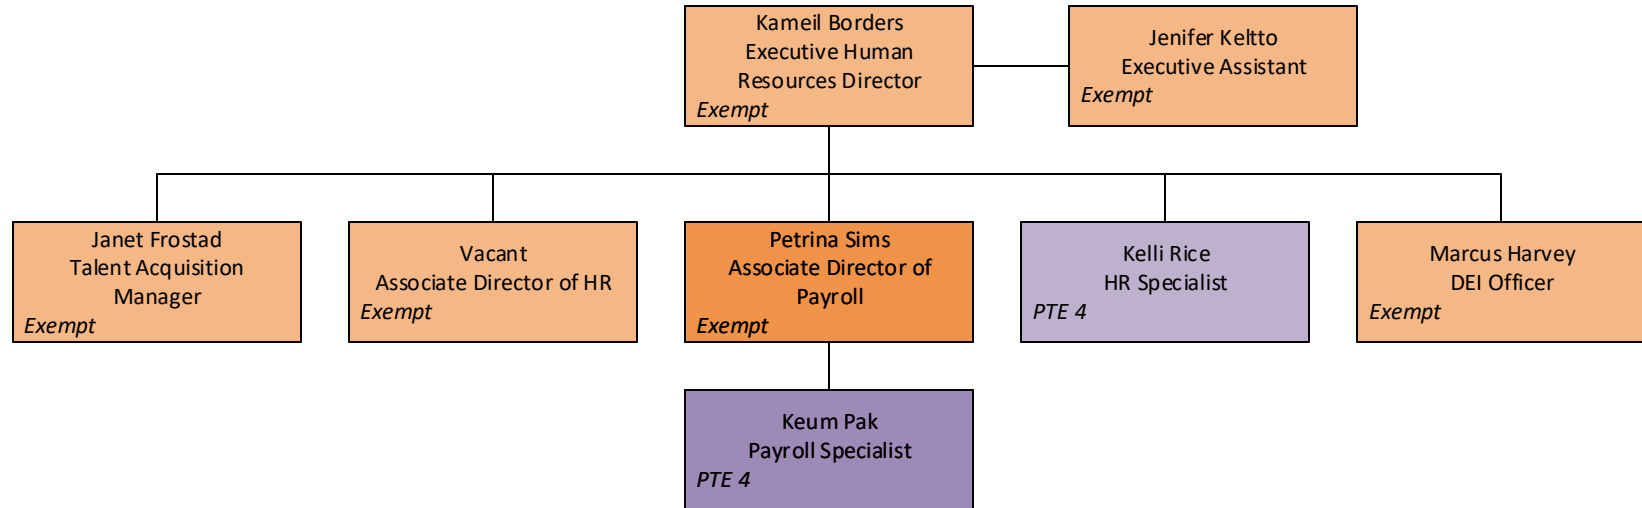 Kameil Borders
Executive Human
Resources Director
Exempt
Jenifer Keltto
Executive Assistant
Exempt
Janet Frostad
Talent Acquisition
Manager
Exempt
Vacant
Associate Director of HR
Exempt
Petrina Sims
Associate Director of
Payroll
Exempt
Kelli Rice
HR Specialist
PTE 4
Marcus Harvey
DEI Officer
Exempt
Keum Pak
Payroll Specialist
PTE 4